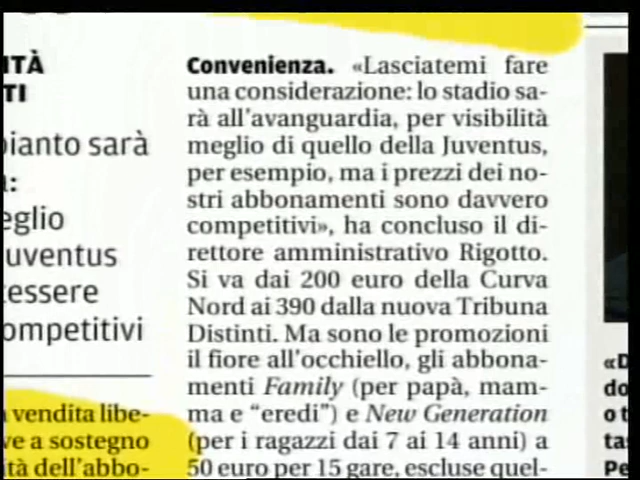 ITÀ
TI
pianto sarà
a:
eglio
uventus
tessere
ompetitivi
a vendita libe-
ve a sostegno
ità dell'abbo-
Convenienza. «Lasciatemi fare
una considerazione: lo stadio sa-
rà all'avanguardia, per visibilità
meglio di quello della Juventus,
per esempio, ma i prezzi dei no-
stri abbonamenti sono davvero
competitivi», ha concluso il di-
rettore amministrativo Rigotto.
Si va dai 200 euro della Curva
Nord ai 390 dalla nuova Tribuna
Distinti. Ma sono le promozioni
il fiore all'occhiello, gli abbona-
menti Family (per papà, mam-
ma e “eredi”) e New Generation
(per i ragazzi dai 7 ai 14 anni) a
50 euro per 15 gare, escluse quel-
«D
do
o t
tas
Pe